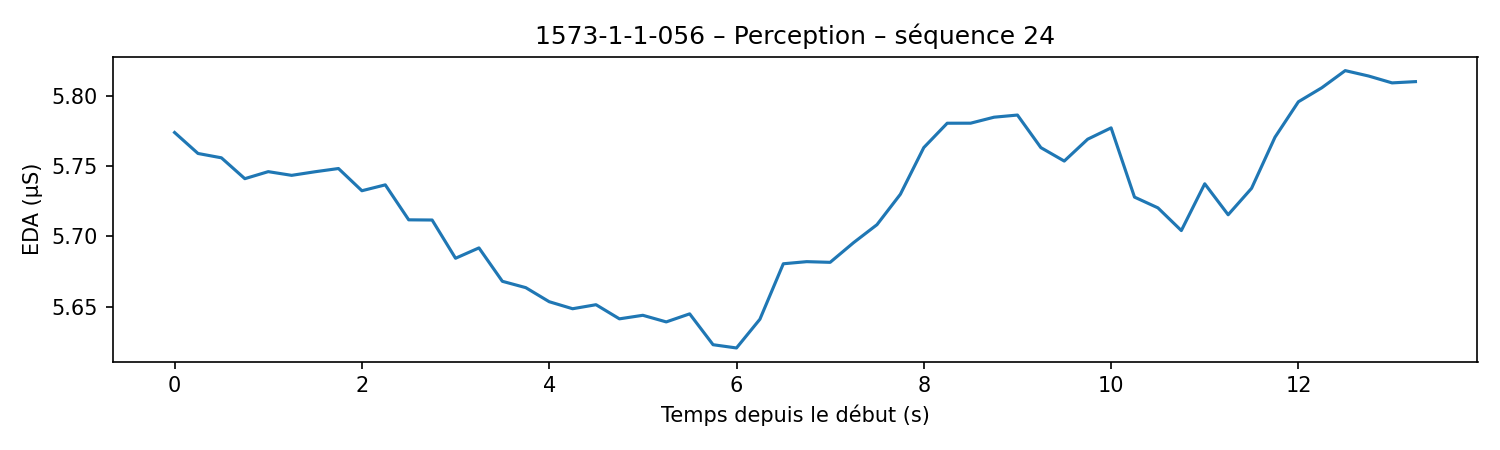 1573-1-1-056 – Perception – séquence 24
EDA (µS)
5.80
5.75
5.70
5.65
0 2 4 6 8 10 12
Temps depuis le début (s)